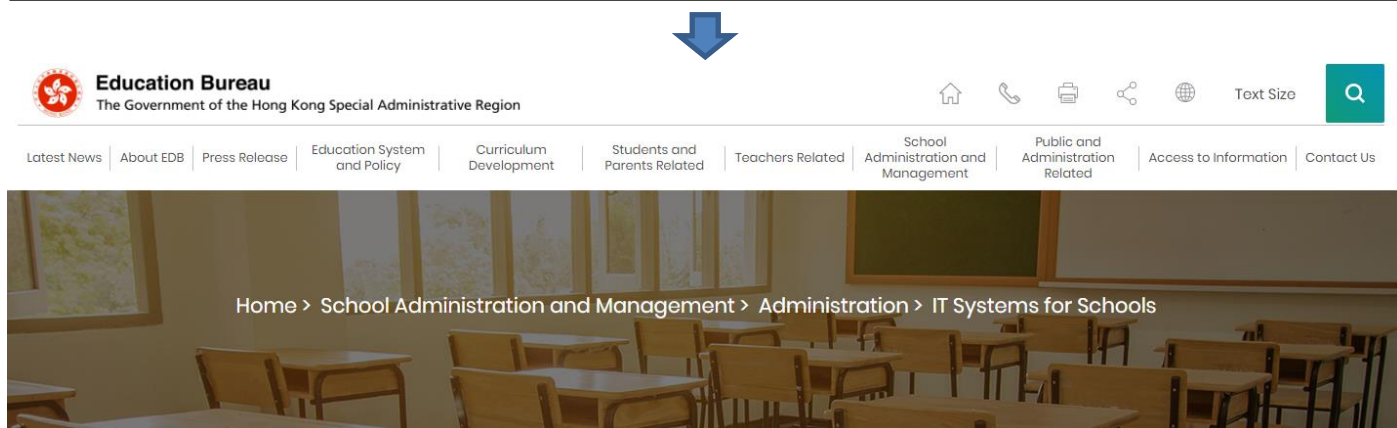 Education Bureau
The Government of the Hong Kong Special Administrative Region
Text Size
Latest News
About EDB
Press Release
Education System
and Policy
Curriculum
Development
Students and
Parents Related
Teachers Related
School
Administration and
Management
Public and
Administration
Related
Access to Information
Contact Us
Home > School Administration and Management > Administration > IT Systems for Schools